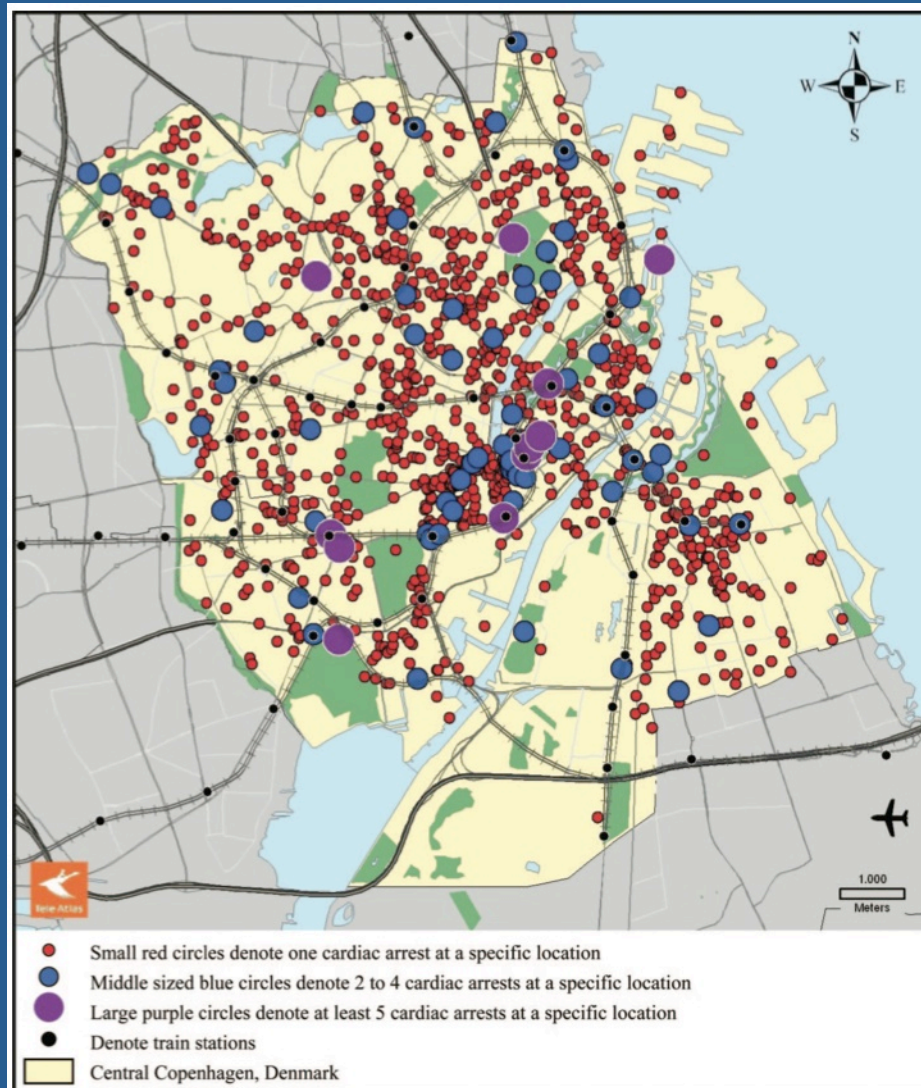 N
W E
S
Tele Atlas
1.000
Meters
Small red circles denote one cardiac arrest at a specific location
Middle sized blue circles denote 2 to 4 cardiac arrests at a specific location
Large purple circles denote at least 5 cardiac arrests at a specific location
Denote train stations
Central Copenhagen, Denmark